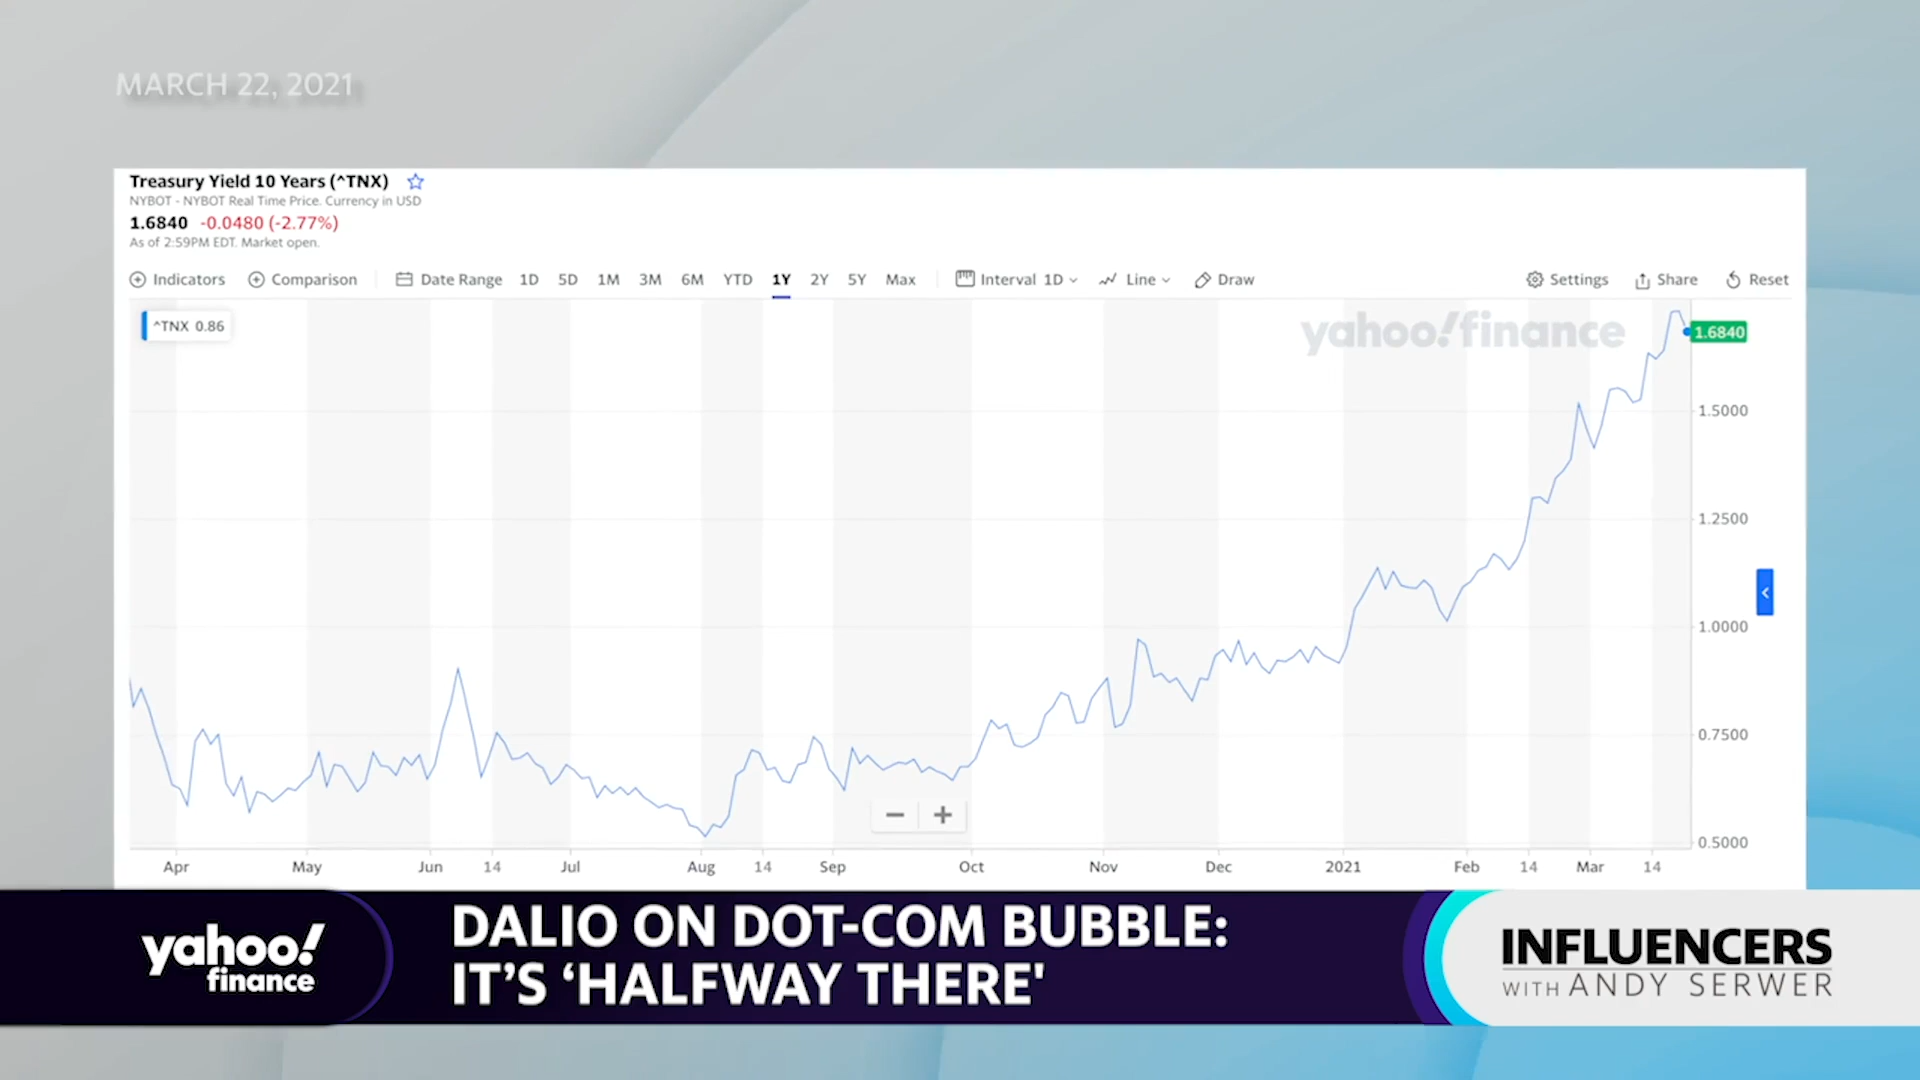 MARCH 22, 2021
Treasury Yield 10 Years (^TNX)
NYBOT - NYBOT Real Time Price. Currency in USD
1.6840 -0.0480 (-2.77%)
As of 2:59PM EDT. Market open.
Indicators Comparison Date Range 1D 5D 1M 3M 6M YTD 1Y 2Y 5Y Max Interval 1D Line Draw Settings Share Reset
^TNX 0.86
yahoo!finance
1.6840
1.5000
1.2500
1.0000
0.7500
0.5000
Apr May Jun 14 Jul Aug 14 Sep Oct Nov Dec 2021 Feb 14 Mar 14
yahoo!
finance
DALIO ON DOT-COM BUBBLE:
IT'S ‘HALFWAY THERE'
INFLUENCERS
WITH ANDY SERWER